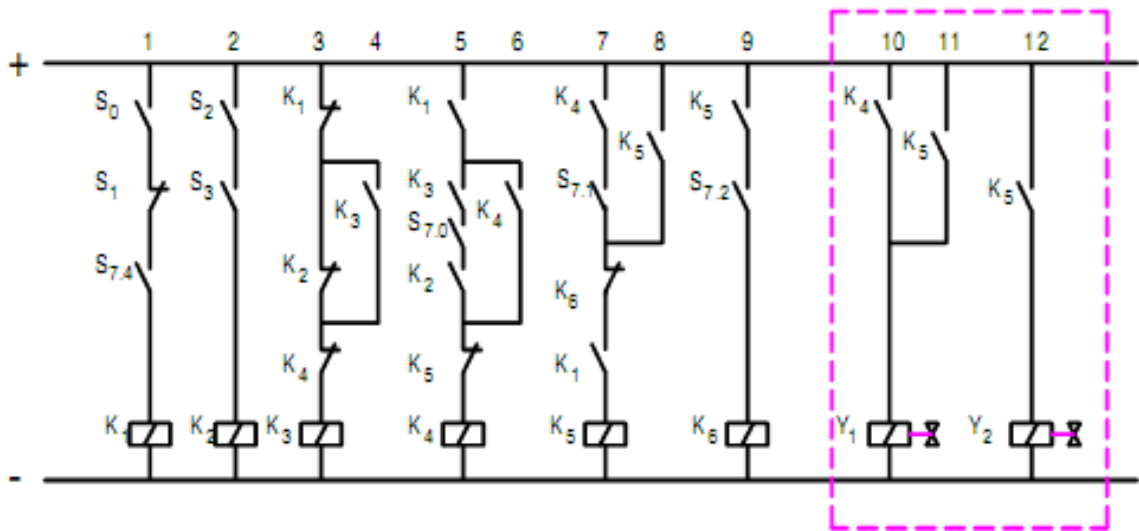 1 2 3 4 5 6 7 8 9 10 11 12
+
S0 S2 K1 K1 K4 K5 K4
K5 K5
S1 S3 K3 K3 K4 S7.1 S7.2 K5
S7.0
S7.4 K2 K2 K6
K4 K5 K1
K1 K2 K3 K4 K5 K6 Y1 Y2
-